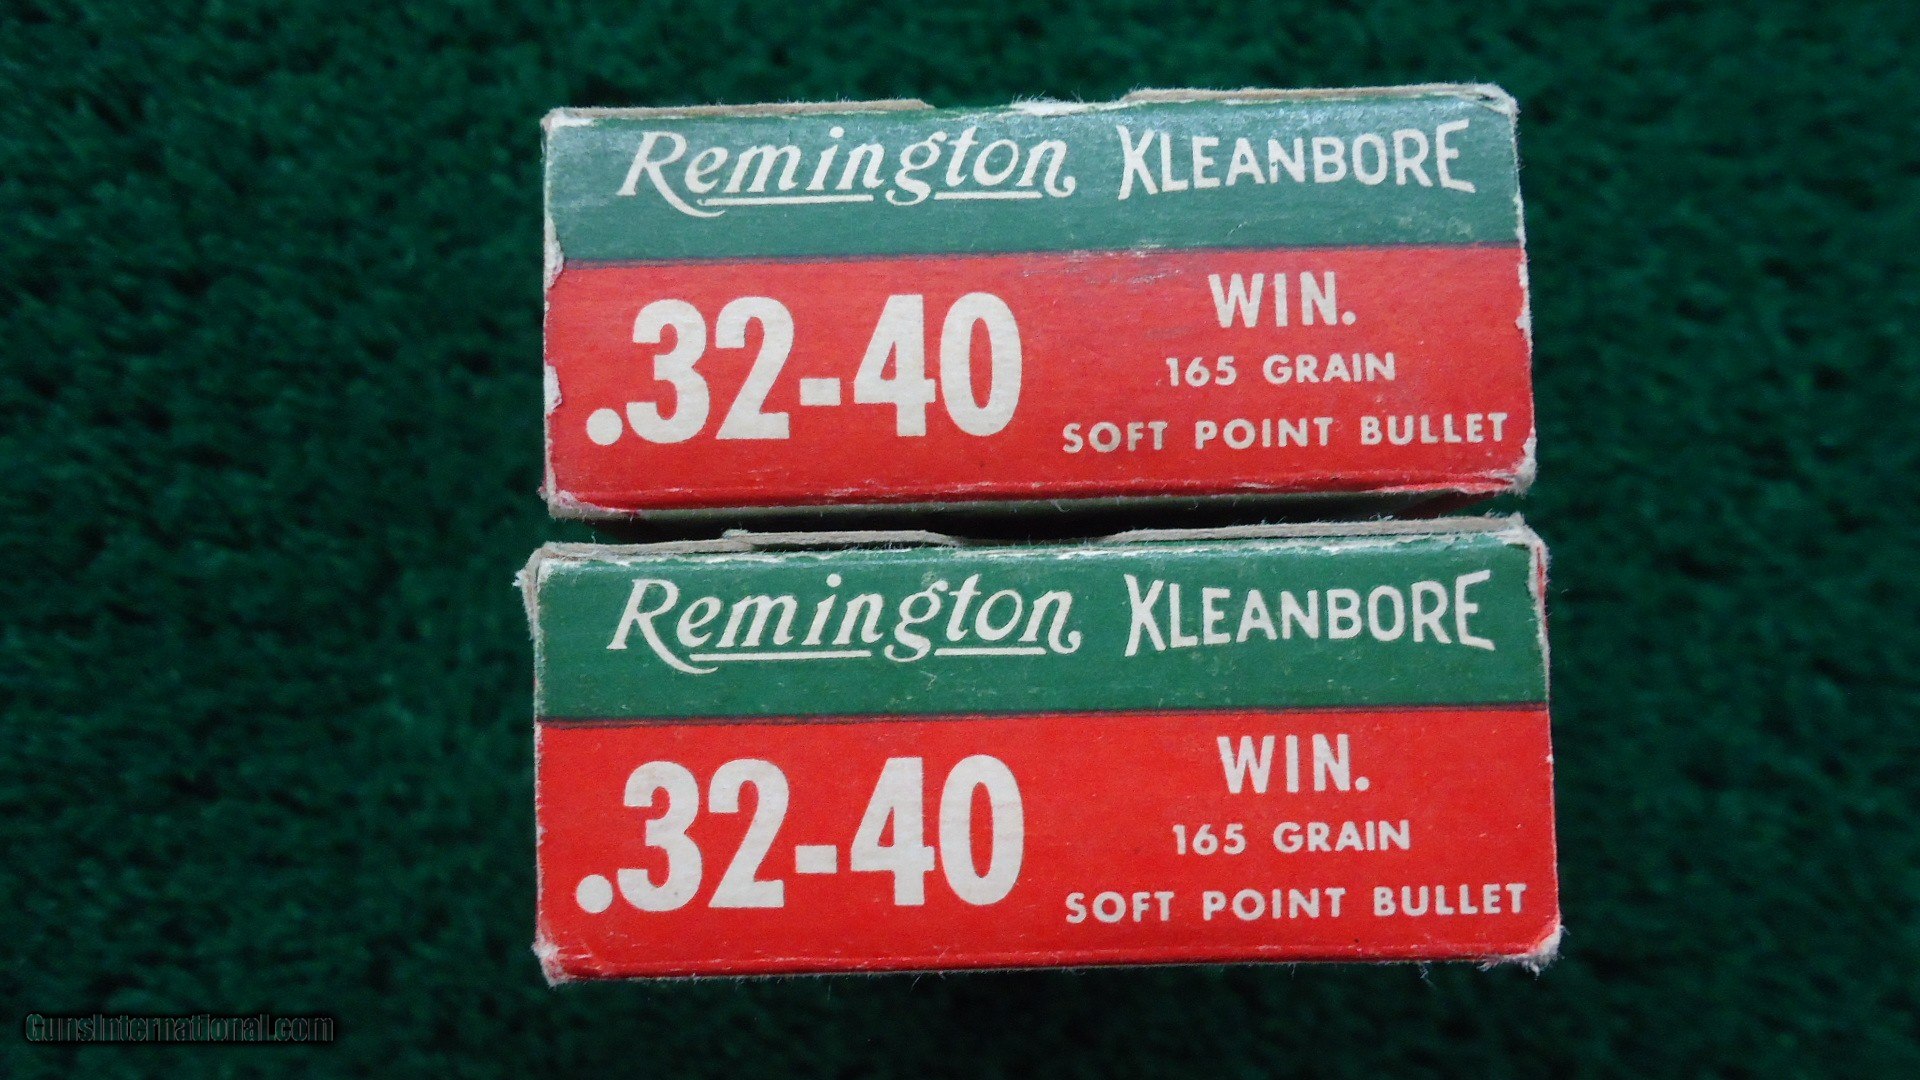 Remington KLEANBORE
.32-40
WIN.
165 GRAIN
SOFT POINT BULLET
Remington KLEANBORE
.32-40
WIN.
165 GRAIN
SOFT POINT BULLET
GunsInternational.com